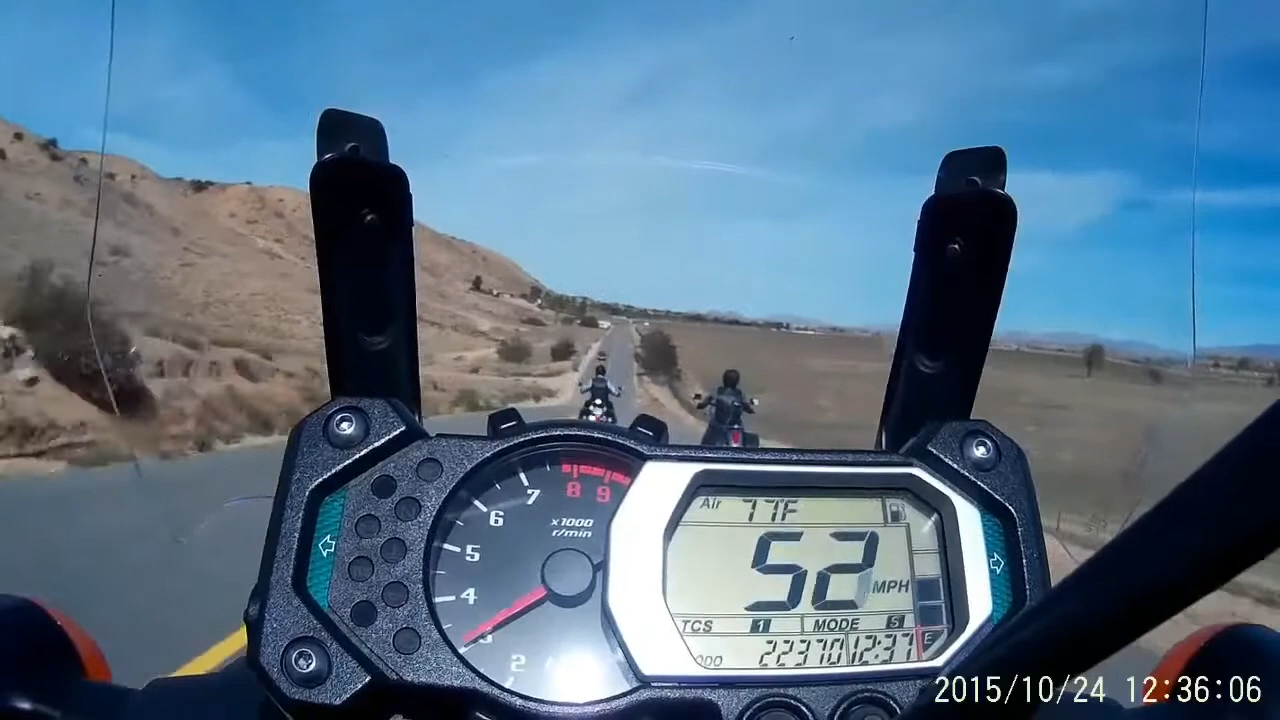 8 9
7
6
x1000
r/min
5
4
3
2
Air 77F
52 MPH
TCS 1 MODE S
22370 12:37 E
2015/10/24 12:36:06